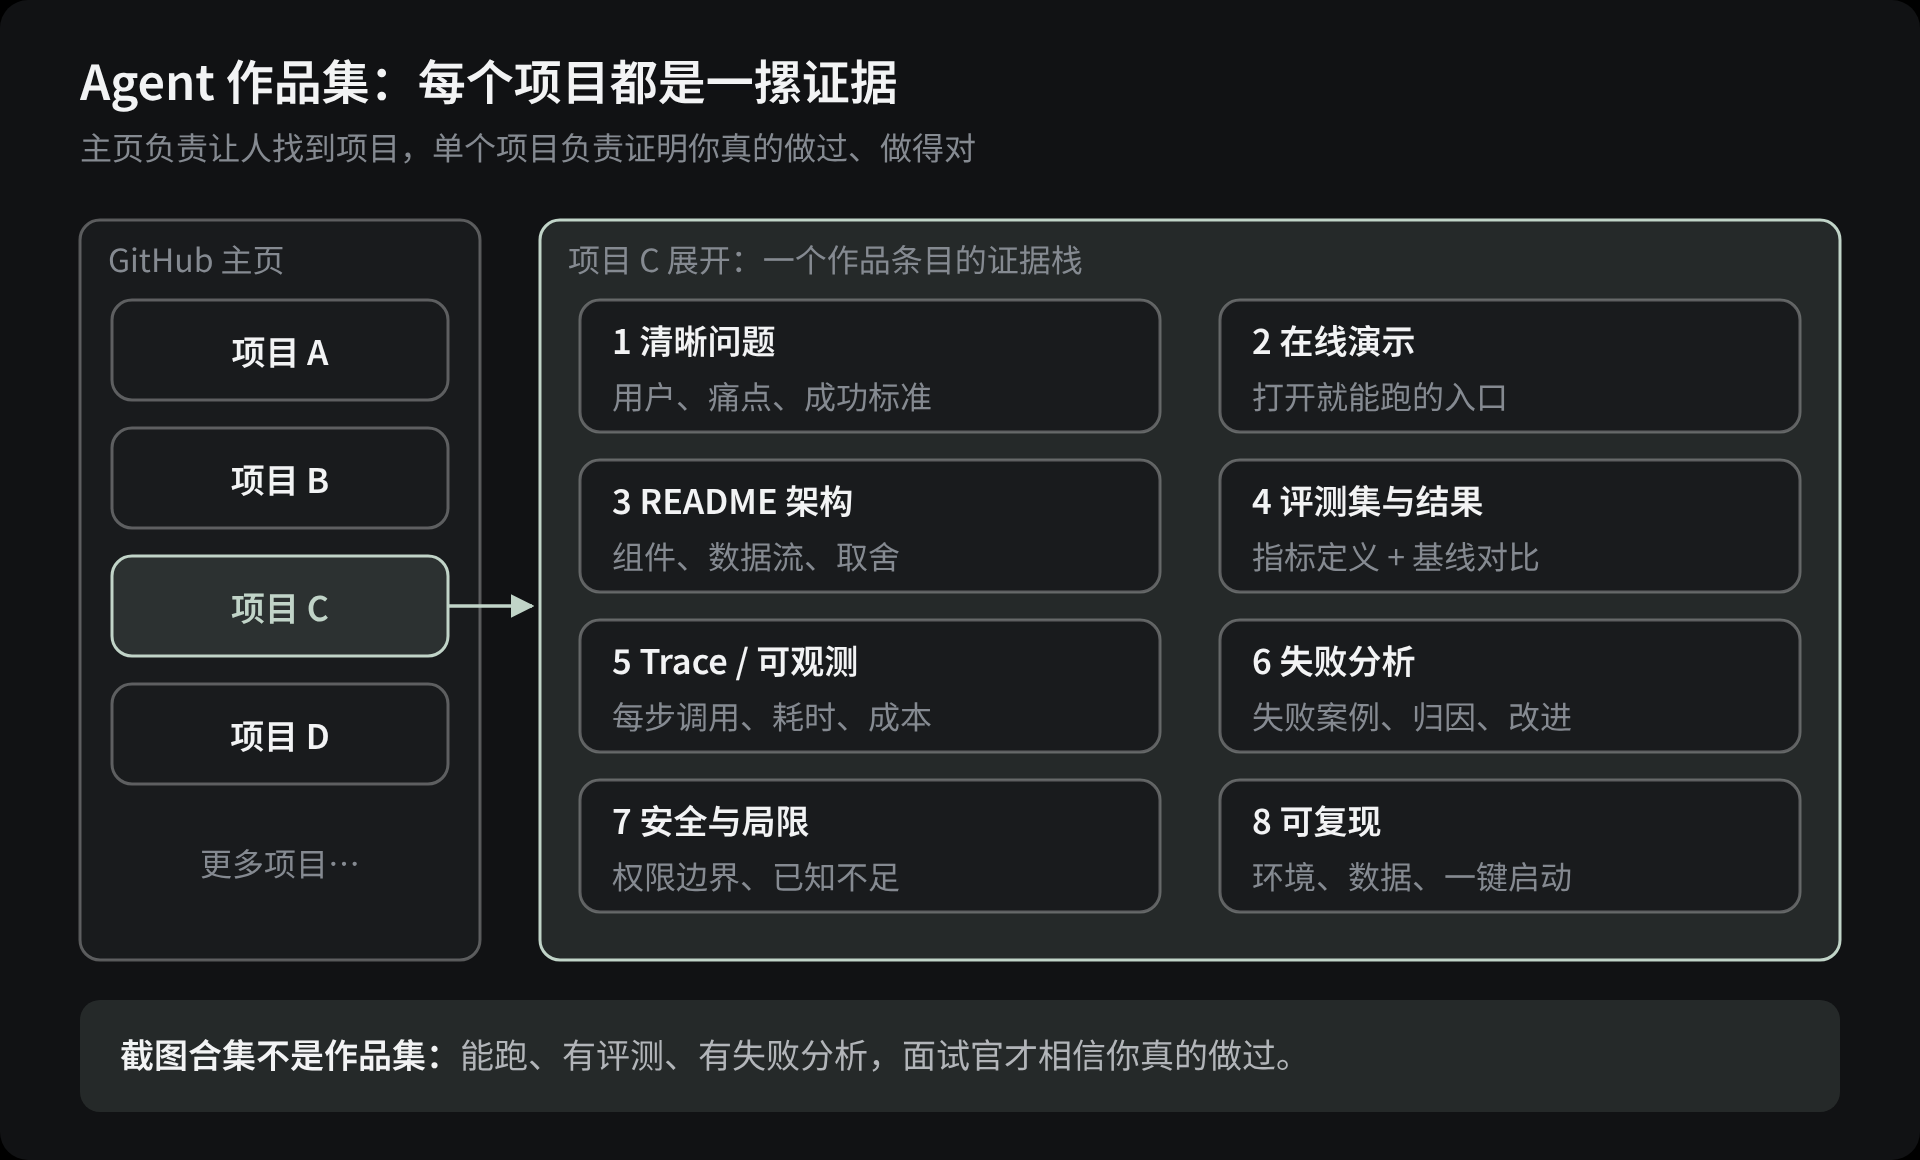 Agent 作品集：每个项目都是一摞证据
主页负责让人找到项目，单个项目负责证明你真的做过、做得对
GitHub 主页
项目 A
项目 B
项目 C
项目 D
更多项目…
项目 C 展开：一个作品条目的证据栈
1 清晰问题
用户、痛点、成功标准
2 在线演示
打开就能跑的入口
3 README 架构
组件、数据流、取舍
4 评测集与结果
指标定义 + 基线对比
5 Trace / 可观测
每步调用、耗时、成本
6 失败分析
失败案例、归因、改进
7 安全与局限
权限边界、已知不足
8 可复现
环境、数据、一键启动
截图合集不是作品集：能跑、有评测、有失败分析，面试官才相信你真的做过。